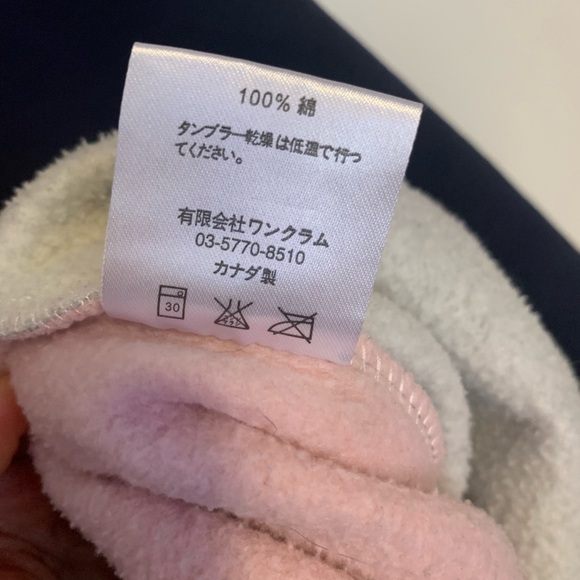 100% 綿
タンブラー乾燥は低温で行っ
てください。
有限会社ワンクラム
03-5770-8510
カナダ製
30